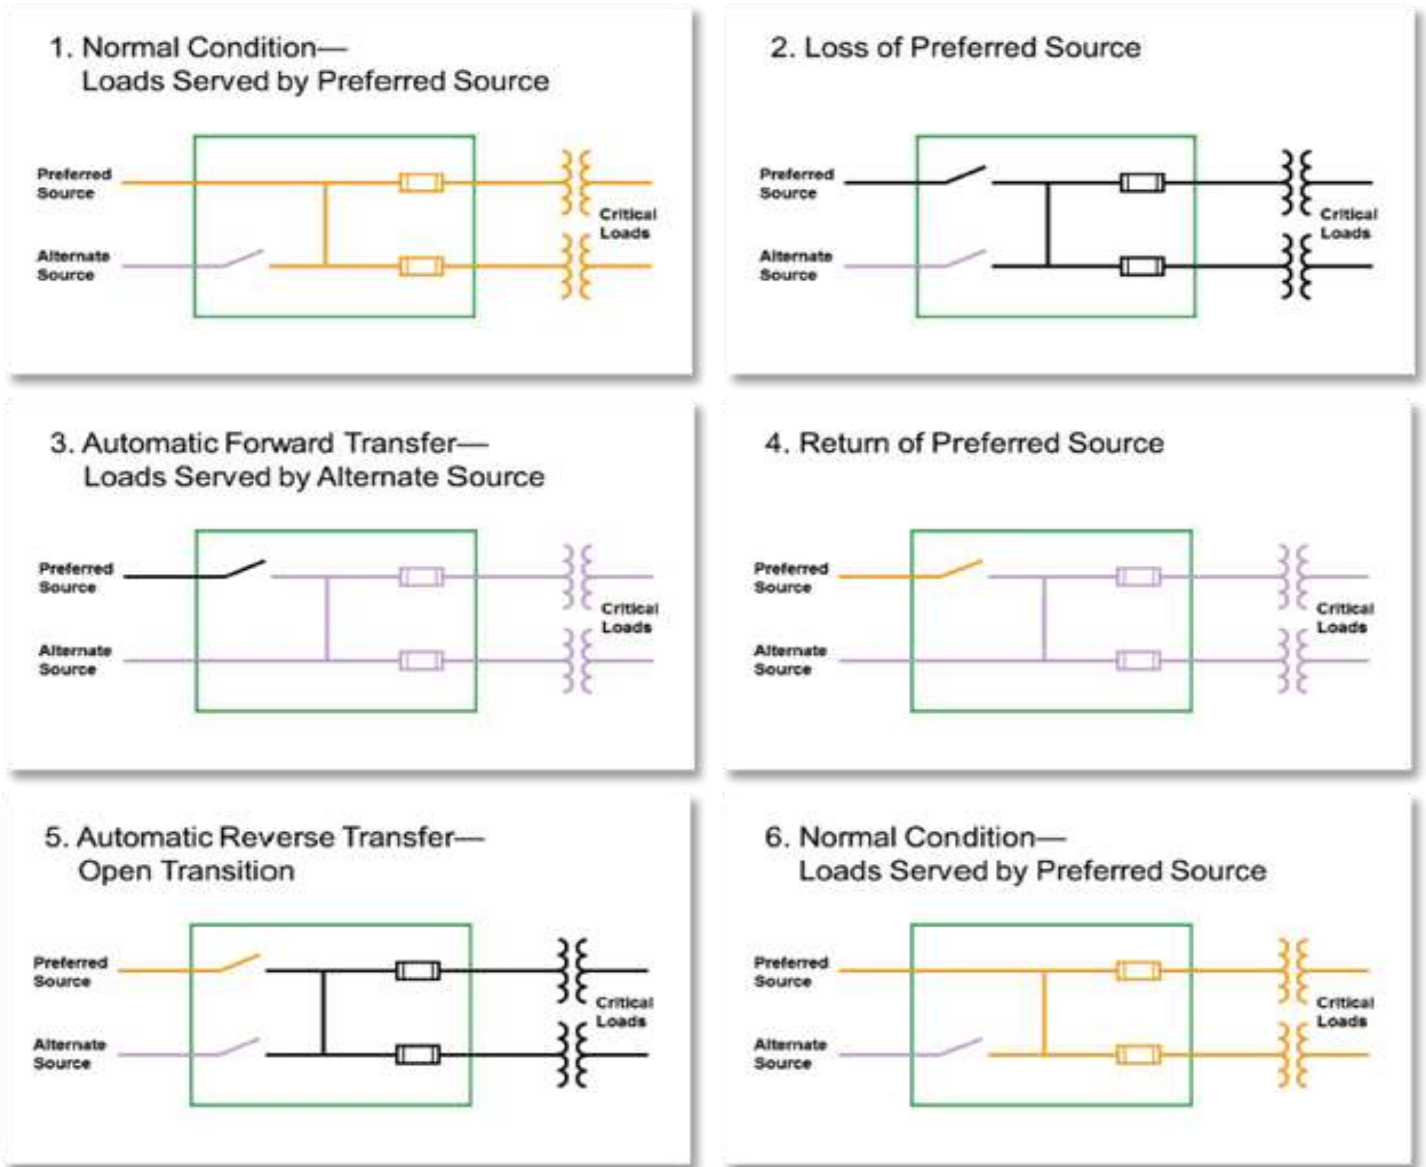 1. Normal Condition—
Loads Served by Preferred Source
Preferred
Source
Alternate
Source
Critical
Loads
2. Loss of Preferred Source
Preferred
Source
Alternate
Source
Critical
Loads
3. Automatic Forward Transfer—
Loads Served by Alternate Source
Preferred
Source
Alternate
Source
Critical
Loads
4. Return of Preferred Source
Preferred
Source
Alternate
Source
Critical
Loads
5. Automatic Reverse Transfer—
Open Transition
Preferred
Source
Alternate
Source
Critical
Loads
6. Normal Condition—
Loads Served by Preferred Source
Preferred
Source
Alternate
Source
Critical
Loads